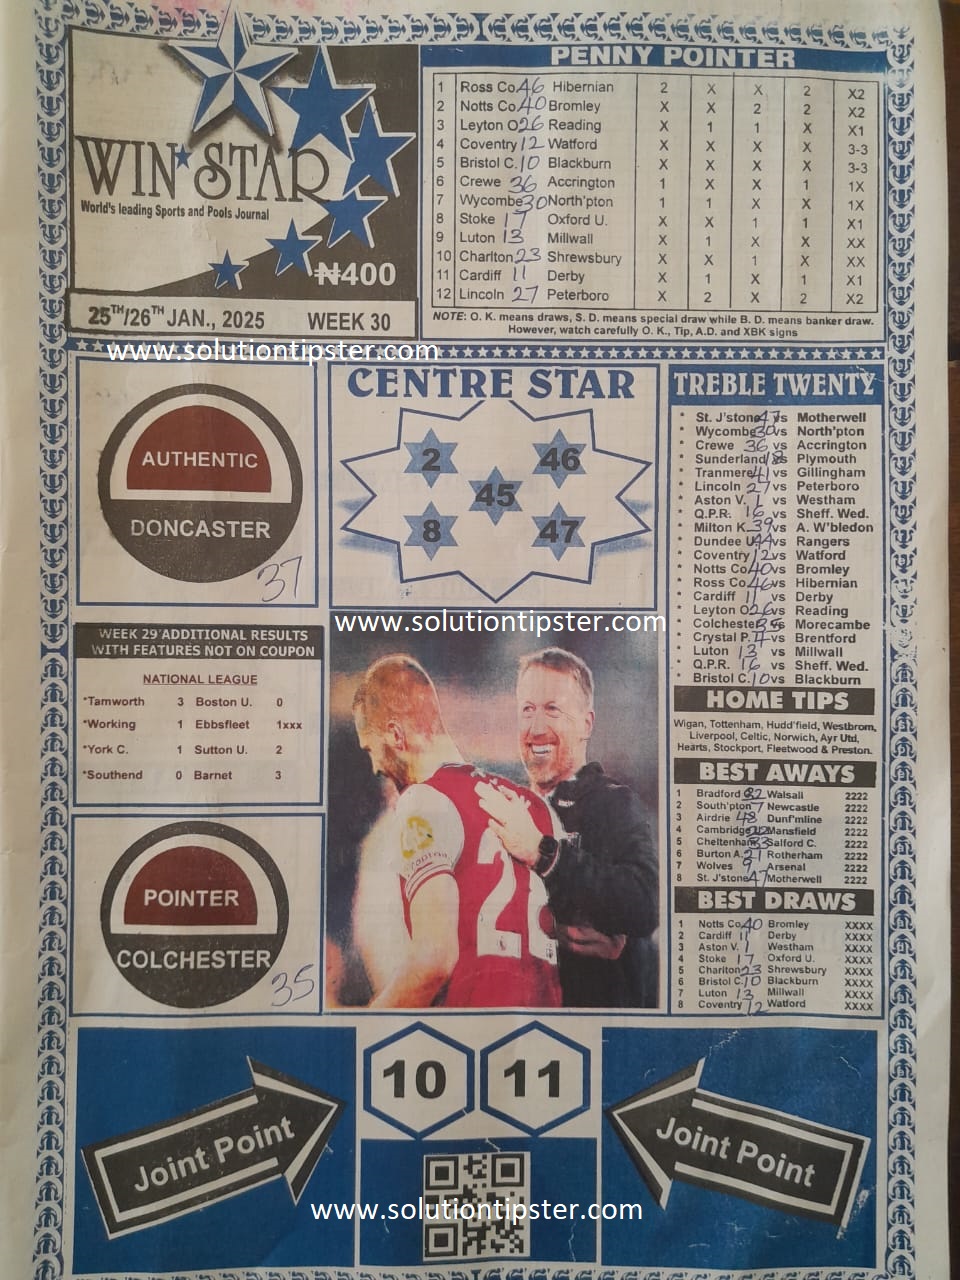 WIN STAR
World's leading Sports and Pools Journal
₦400
25TH/26TH JAN., 2025 WEEK 30
PENNY POINTER
1 Ross Co. 46 Hibernian 2 X X 2 X2
2 Notts Co. 40 Bromley X X 2 2 X2
3 Leyton O. 26 Reading X 1 1 X X1
4 Coventry 12 Watford X X X X 3-3
5 Bristol C. 10 Blackburn X X X X 3-3
6 Crewe 36 Accrington 1 X X 1 1X
7 Wycombe 30 North'pton 1 1 X X 1X
8 Stoke 17 Oxford U. X X 1 1 X1
9 Luton 13 Millwall X 1 X X XX
10 Charlton 23 Shrewsbury X X 1 X XX
11 Cardiff 11 Derby X 1 X 1 X1
12 Lincoln 27 Peterboro X 2 X 2 X2
NOTE: O. K. means draws, S. D. means special draw while B. D. means banker draw.
However, watch carefully O. K., Tip, A.D. and XBK signs
www.solutiontipster.com
AUTHENTIC
DONCASTER
37
CENTRE STAR
2 46
45
8 47
TREBLE TWENTY
* St. J'stone 47 vs Motherwell
* Wycombe 30 vs North'pton
* Crewe 36 vs Accrington
* Sunderland 18 vs Plymouth
* Tranmere 41 vs Gillingham
* Lincoln 27 vs Peterboro
* Aston V. 1 vs Westham
* Q.P.R. 16 vs Sheff. Wed.
* Milton K. 39 vs A. W'bledon
* Dundee U. 44 vs Rangers
* Coventry 12 vs Watford
* Notts Co. 40 vs Bromley
* Ross Co. 46 vs Hibernian
* Cardiff 11 vs Derby
* Leyton O. 26 vs Reading
* Colchester 35 vs Morecambe
* Crystal P. 4 vs Brentford
* Luton 13 vs Millwall
* Q.P.R. 16 vs Sheff. Wed.
* Bristol C. 10 vs Blackburn
www.solutiontipster.com
WEEK 29 ADDITIONAL RESULTS
WITH FEATURES NOT ON COUPON
NATIONAL LEAGUE
*Tamworth 3 Boston U. 0
*Working 1 Ebbsfleet 1xxx
*York C. 1 Sutton U. 2
*Southend 0 Barnet 3
HOME TIPS
Wigan, Tottenham, Hudd'field, Westbrom,
Liverpool, Celtic, Norwich, Ayr Utd,
Hearts, Stockport, Fleetwood & Preston.
BEST AWAYS
1 Bradford 32 Walsall 2222
2 South'pton 7 Newcastle 2222
3 Airdrie 48 Dunf'mline 2222
4 Cambridge 22 Mansfield 2222
5 Cheltenham 33 Salford C. 2222
6 Burton A. 21 Rotherham 2222
7 Wolves 9 Arsenal 2222
8 St. J'stone 47 Motherwell 2222
BEST DRAWS
1 Notts Co. 40 Bromley XXXX
2 Cardiff 11 Derby XXXX
3 Aston V. 1 Westham XXXX
4 Stoke 17 Oxford U. XXXX
5 Charlton 23 Shrewsbury XXXX
6 Bristol C. 10 Blackburn XXXX
7 Luton 13 Millwall XXXX
8 Coventry 12 Watford XXXX
POINTER
COLCHESTER
35
Joint Point
10 11
Joint Point
www.solutiontipster.com